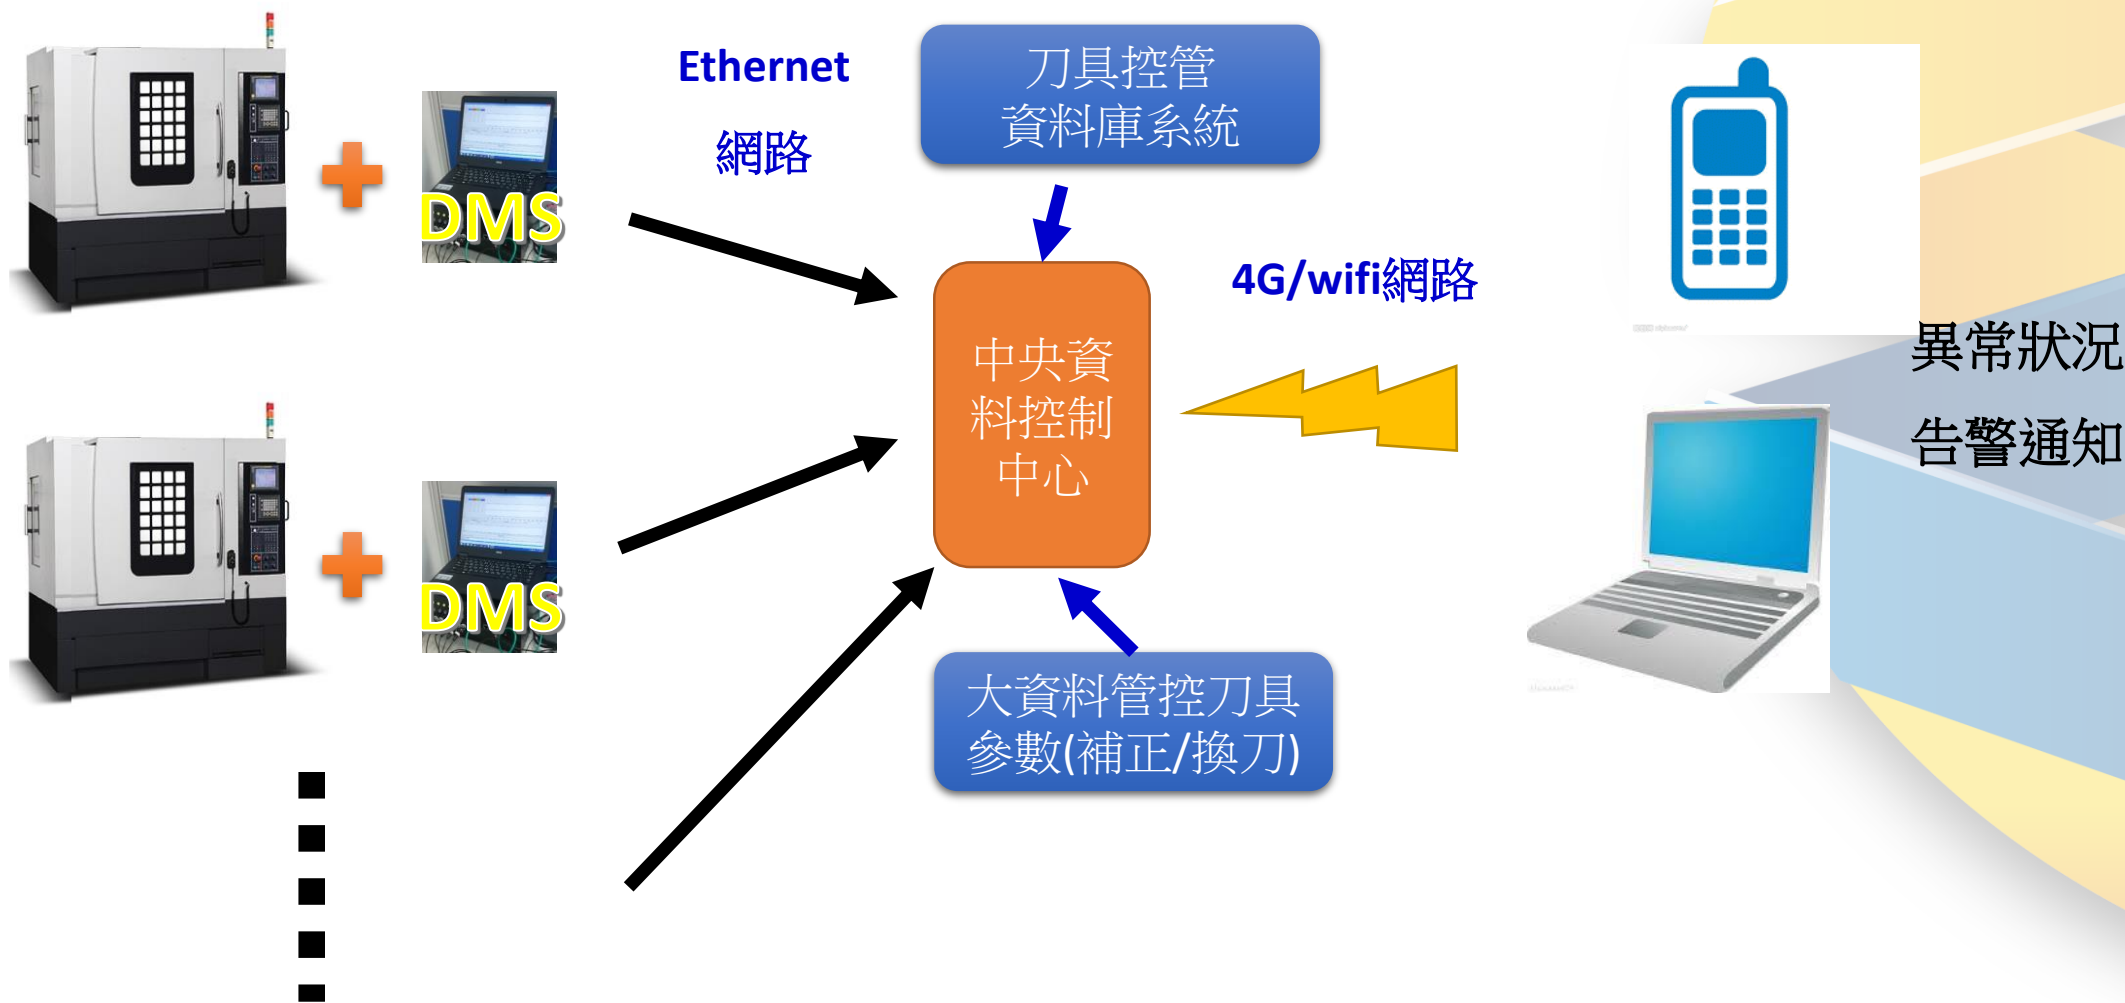 Ethernet
網路
刀具控管
資料庫系統
DMS
4G/wifi網路
中央資
料控制
中心
異常狀況
告警通知
DMS
大資料管控刀具
參數(補正/換刀)